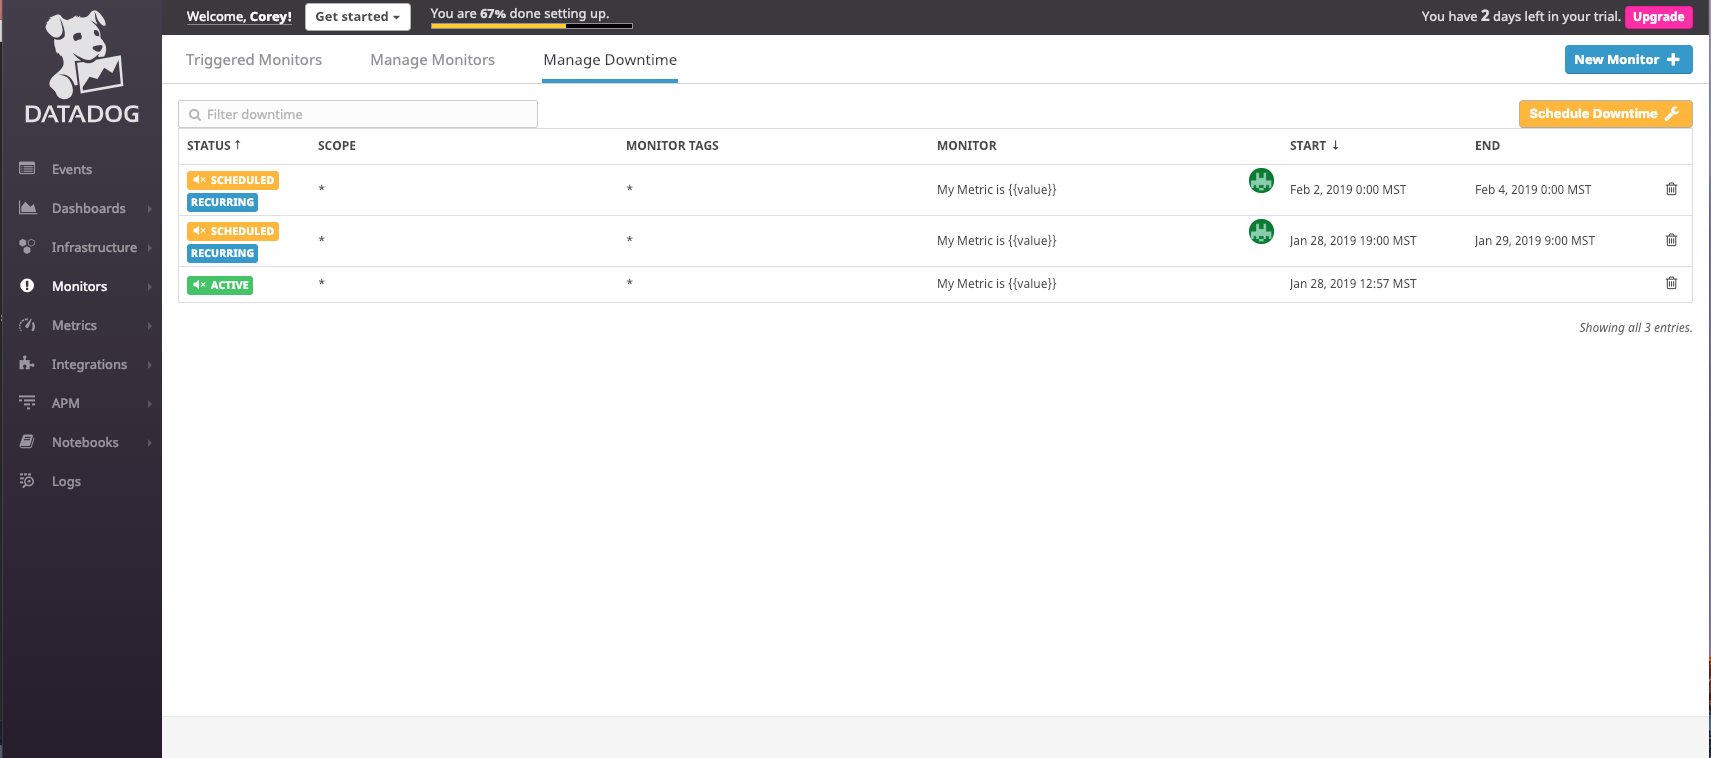 Welcome, Corey!
Get started
You are 67% done setting up.
You have 2 days left in your trial.
Upgrade
DATADOG
Events
Dashboards
Infrastructure
Monitors
Metrics
Integrations
APM
Notebooks
Logs
Triggered Monitors
Manage Monitors
Manage Downtime
New Monitor
Filter downtime
Schedule Downtime
STATUS ↑ SCOPE MONITOR TAGS MONITOR START ↓ END
SCHEDULED
RECURRING
* * My Metric is {{value}} Feb 2, 2019 0:00 MST Feb 4, 2019 0:00 MST
SCHEDULED
RECURRING
* * My Metric is {{value}} Jan 28, 2019 19:00 MST Jan 29, 2019 9:00 MST
ACTIVE * * My Metric is {{value}} Jan 28, 2019 12:57 MST
Showing all 3 entries.